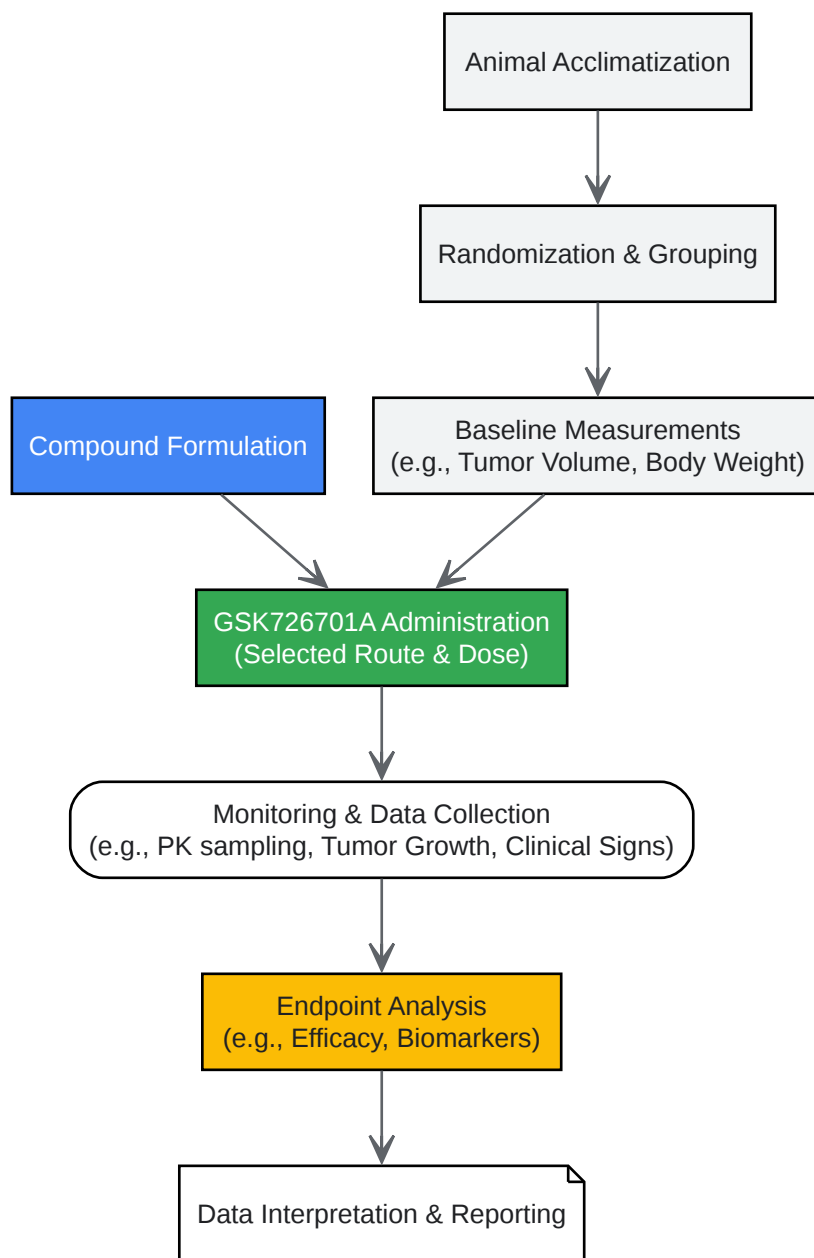 Animal Acclimatization
Randomization & Grouping
Compound Formulation
Baseline Measurements
(e.g., Tumor Volume, Body Weight)
GSK726701A Administration
(Selected Route & Dose)
Monitoring & Data Collection
(e.g., PK sampling, Tumor Growth, Clinical Signs)
Endpoint Analysis
(e.g., Efficacy, Biomarkers)
Data Interpretation & Reporting